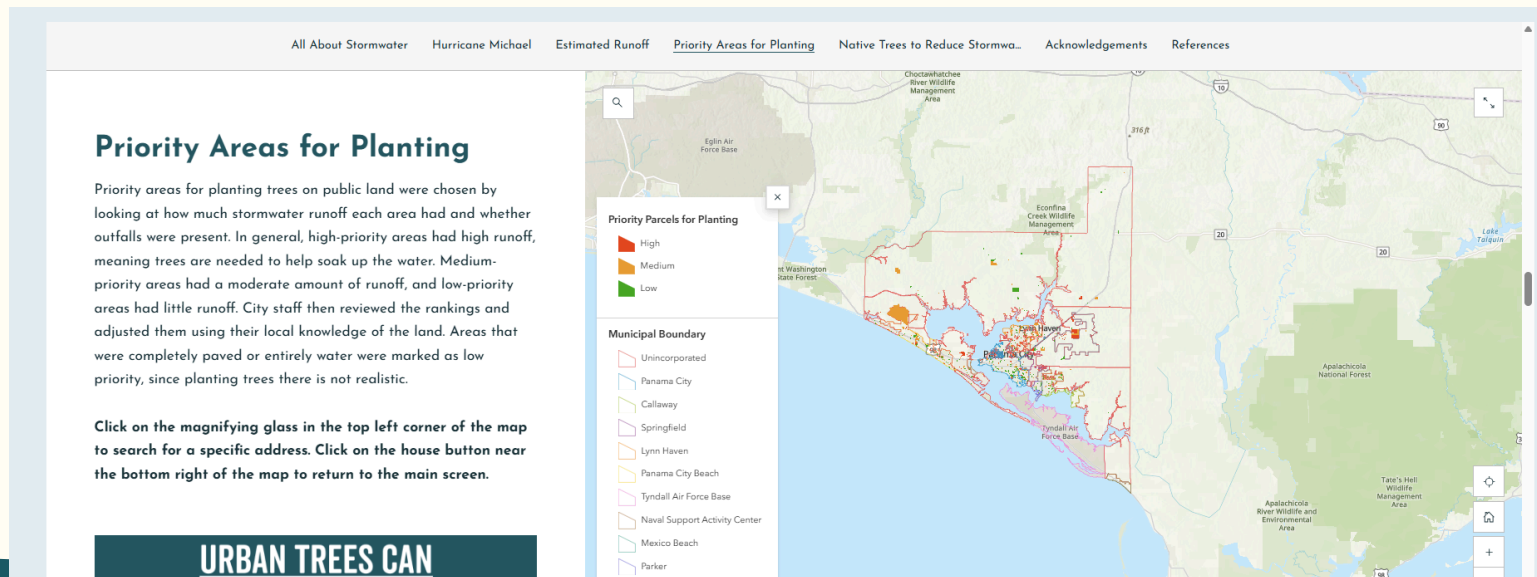 All About Stormwater Hurricane Michael Estimated Runoff Priority Areas for Planting Native Trees to Reduce Stormwa... Acknowledgements References
Priority Areas for Planting
Priority areas for planting trees on public land were chosen by
looking at how much stormwater runoff each area had and whether
outfalls were present. In general, high-priority areas had high runoff,
meaning trees are needed to help soak up the water. Medium-
priority areas had a moderate amount of runoff, and low-priority
areas had little runoff. City staff then reviewed the rankings and
adjusted them using their local knowledge of the land. Areas that
were completely paved or entirely water were marked as low
priority, since planting trees there is not realistic.
Click on the magnifying glass in the top left corner of the map
to search for a specific address. Click on the house button near
the bottom right of the map to return to the main screen.
URBAN TREES CAN
Priority Parcels for Planting
High
Medium
Low
Municipal Boundary
Unincorporated
Panama City
Callaway
Springfield
Lynn Haven
Panama City Beach
Tyndall Air Force Base
Naval Support Activity Center
Mexico Beach
Parker
Choctawhatchee
River Wildlife
Management
Area
10
10
90
316 ft
Eglin Air
Force Base
Econfina
Creek Wildlife
Management
Area
20
20
Lake
Talquin
nt Washington
State Forest
Lynn Haven
98
Panama City
Apalachicola
National Forest
Tyndall Air
Force Base
Tate's Hell
Wildlife
Management
Area
Apalachicola
River Wildlife and
Environmental
Area
98